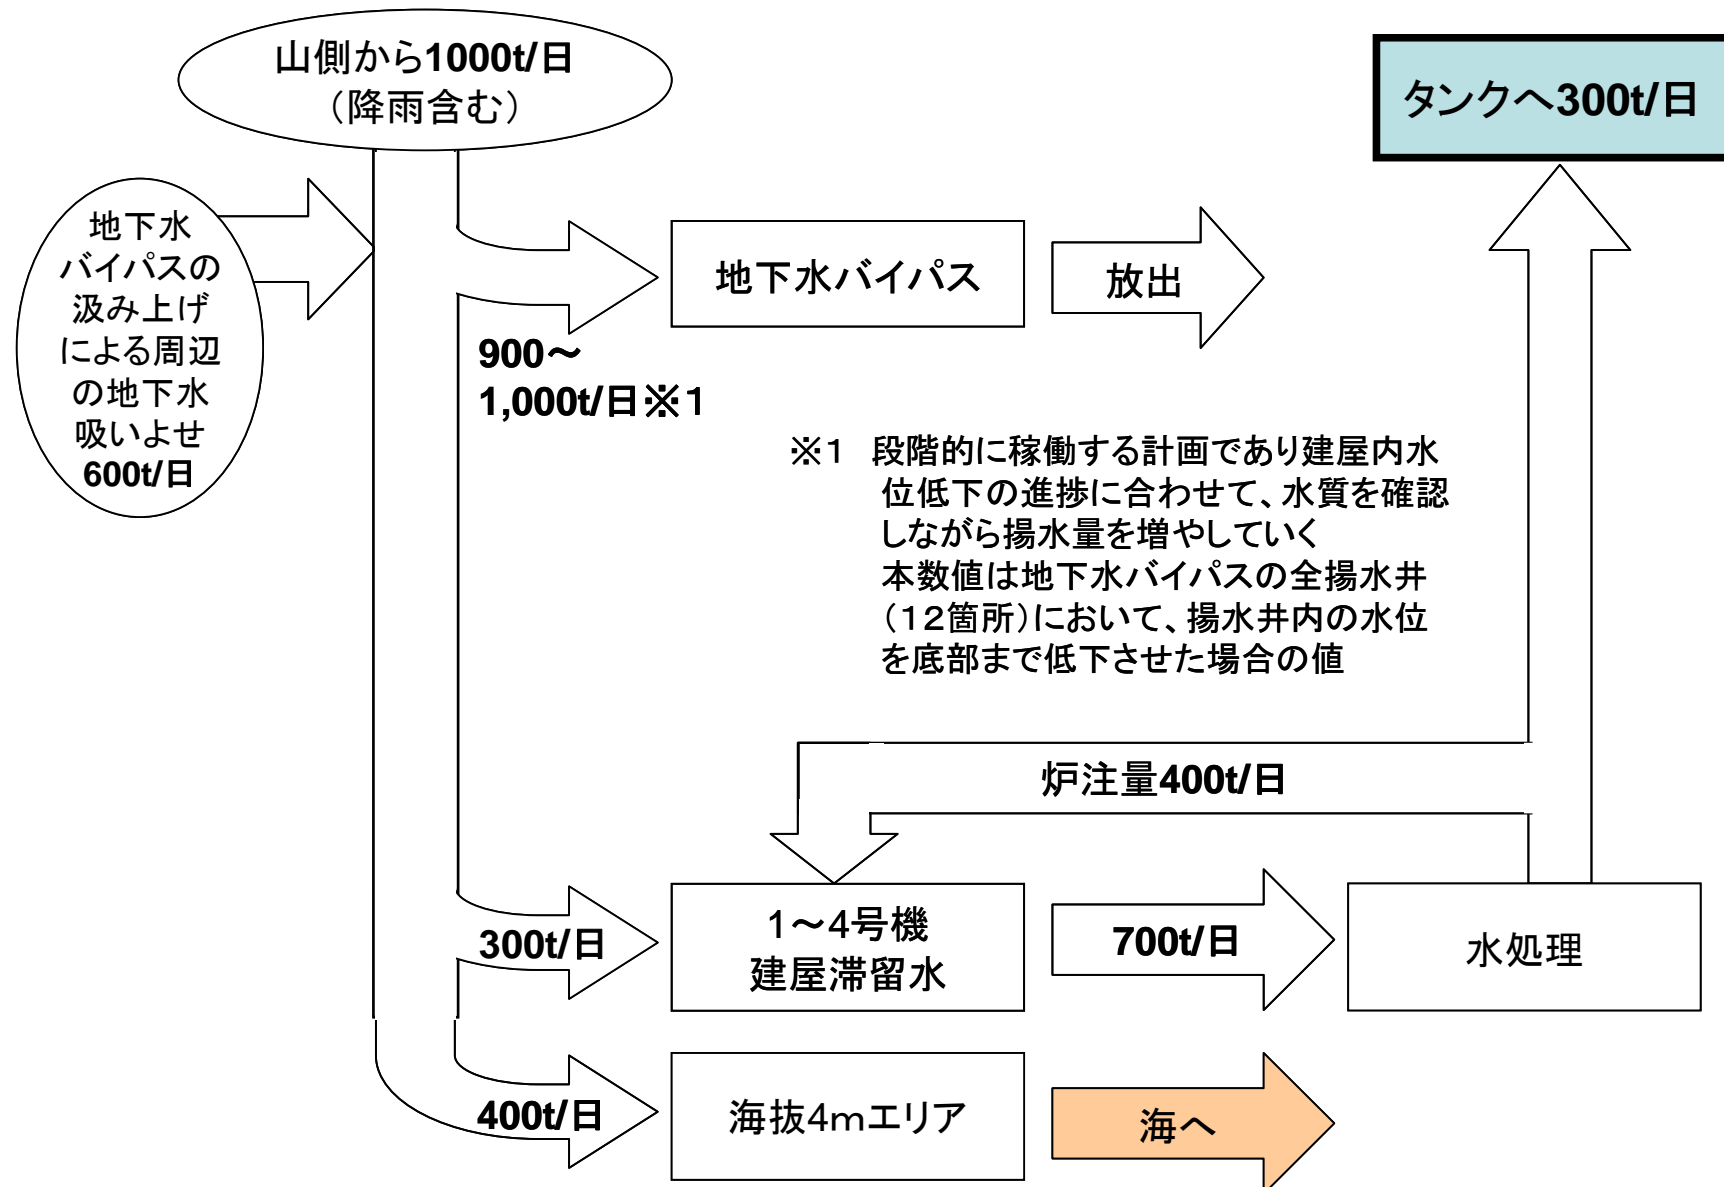 山側から1000t/日
（降雨含む）
タンクへ300t/日
地下水
バイパスの
汲み上げ
による周辺
の地下水
吸いよせ
600t/日
地下水バイパス
放出
900～
1,000t/日※１
※１　段階的に稼働する計画であり建屋内水
位低下の進捗に合わせて、水質を確認
しながら揚水量を増やしていく
本数値は地下水バイパスの全揚水井
（１２箇所）において、揚水井内の水位
を底部まで低下させた場合の値
炉注量400t/日
300t/日
1～4号機
建屋滞留水
700t/日
水処理
400t/日
海抜4ｍエリア
海へ